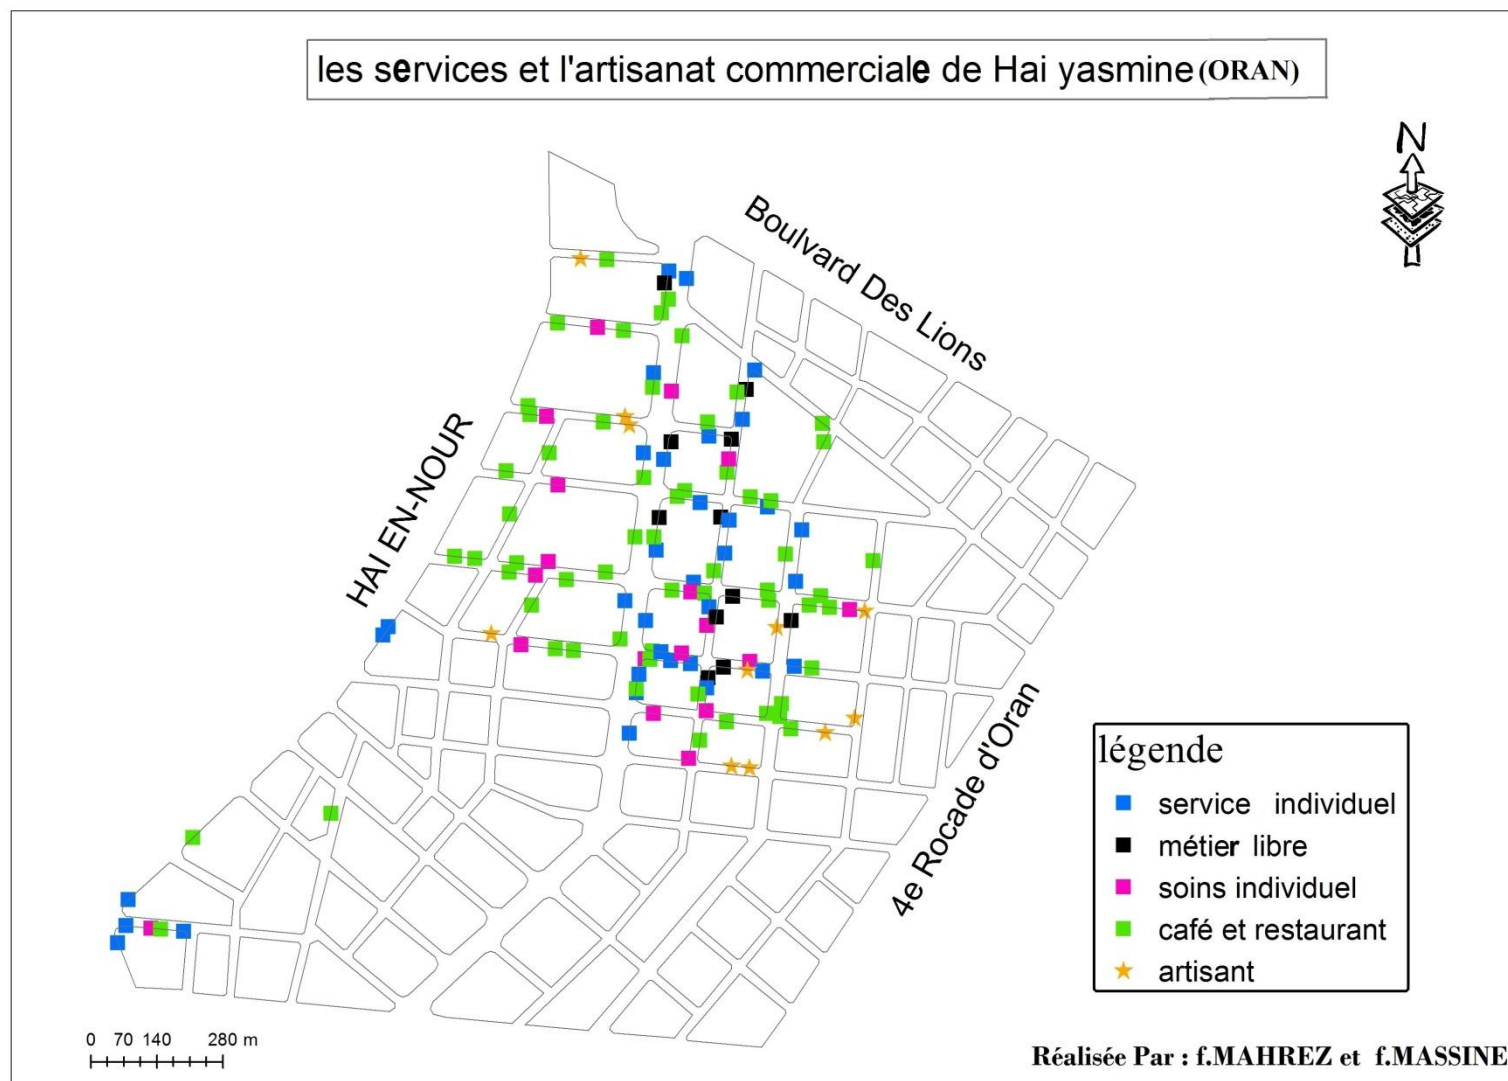 les services et l'artisanat commerciale de Hai yasmine (ORAN)
N
Boulvard Des Lions
HAI EN-NOUR
4e Rocade d'Oran
légende
service individuel
métier libre
soins individuel
café et restaurant
artisant
0 70 140 280 m
Réalisée Par : f.MAHREZ et f.MASSINE